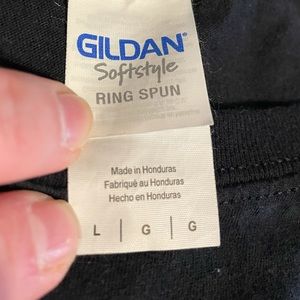 GILDAN®
Softstyle
RING SPUN
Made in Honduras
Fabriqué au Honduras
Hecho en Honduras
L | G | G